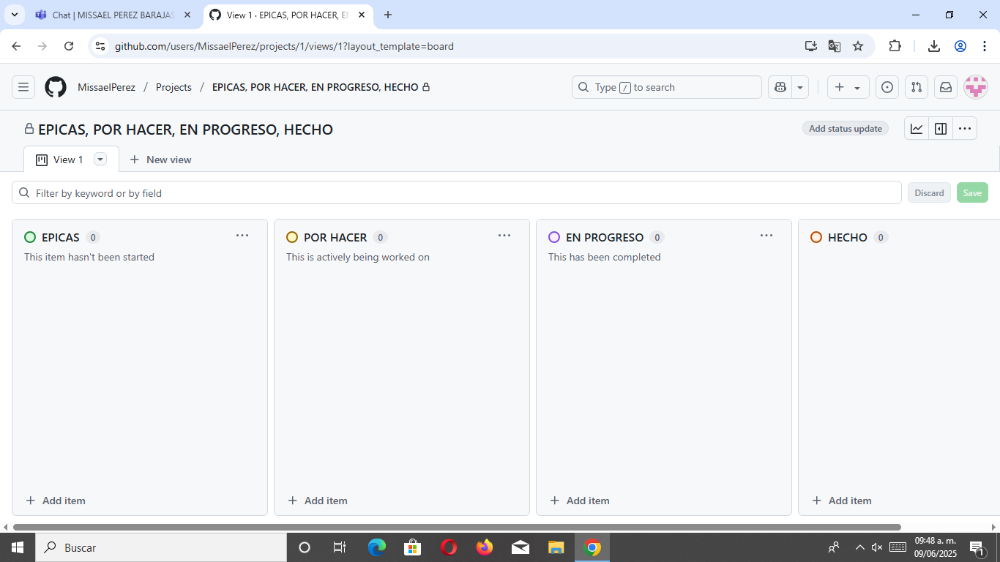 Chat | MISSAEL PEREZ BARAJAS
View 1 · EPICAS, POR HACER, EN
github.com/users/MissaelPerez/projects/1/views/1?layout_template=board
MissaelPerez / Projects / EPICAS, POR HACER, EN PROGRESO, HECHO
Type / to search
EPICAS, POR HACER, EN PROGRESO, HECHO
Add status update
View 1
New view
Filter by keyword or by field
Discard
Save
EPICAS 0
This item hasn't been started
Add item
POR HACER 0
This is actively being worked on
Add item
EN PROGRESO 0
This has been completed
Add item
HECHO 0
Add item
Buscar
09:48 a. m.
09/06/2025
1